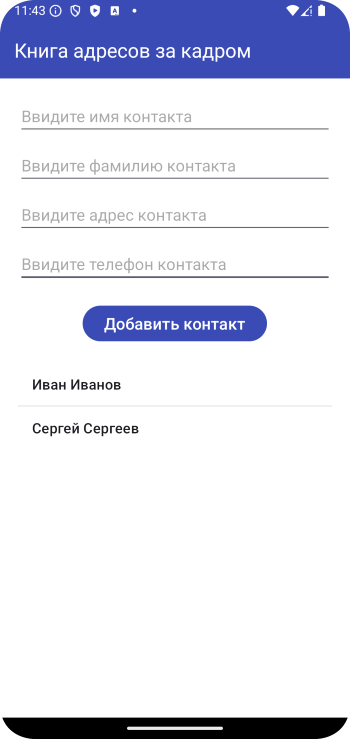 11:43
Книга адресов за кадром
Ввидите имя контакта
Ввидите фамилию контакта
Ввидите адрес контакта
Ввидите телефон контакта
Добавить контакт
Иван Иванов
Сергей Сергеев